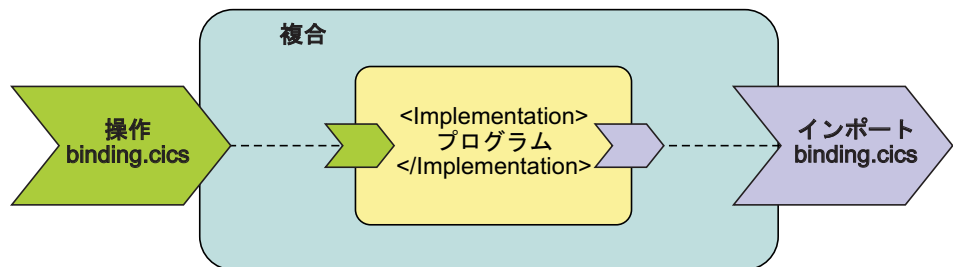 複合
操作
binding.cics
<Implementation>
プログラム
</Implementation>
インポート
binding.cics